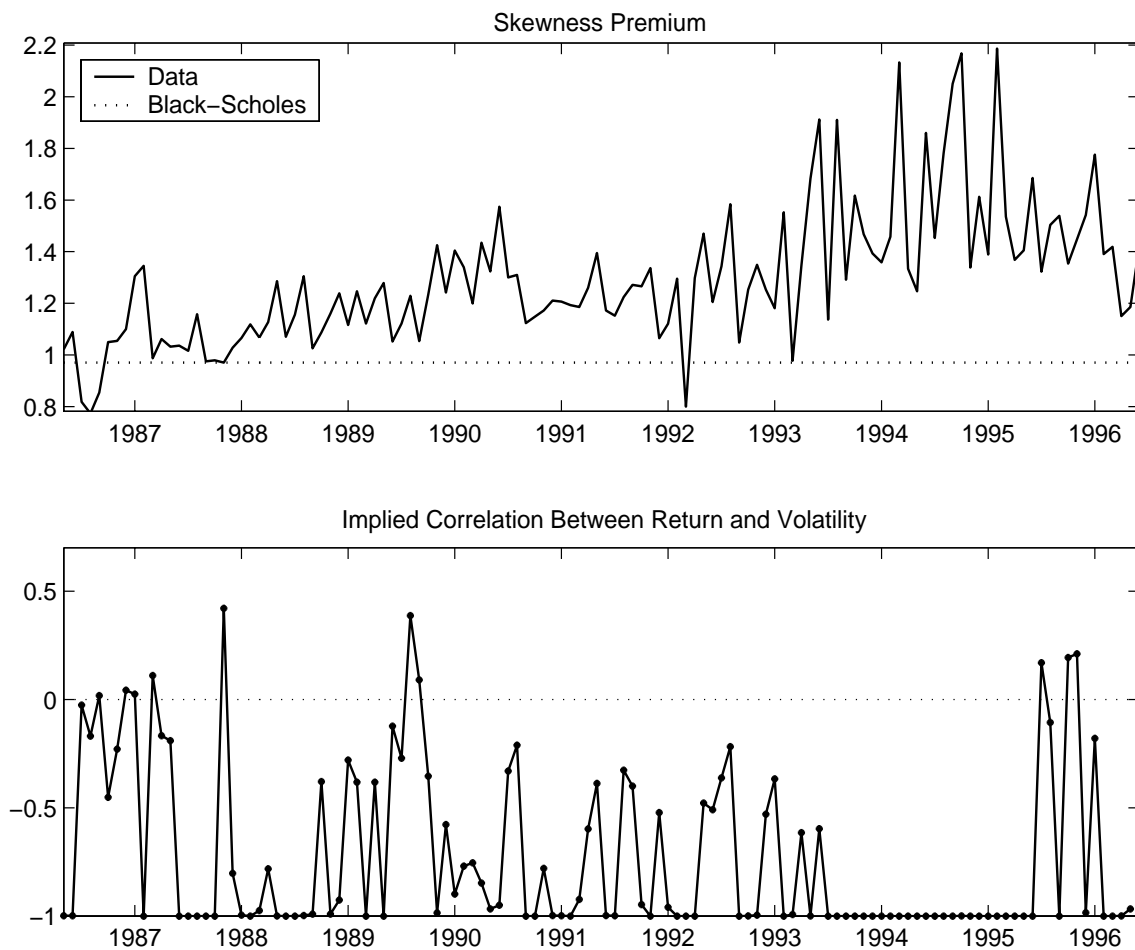 Skewness Premium
2.2
2
1.8
1.6
1.4
1.2
1
0.8
Data
Black−Scholes
1987 1988 1989 1990 1991 1992 1993 1994 1995 1996
Implied Correlation Between Return and Volatility
0.5
0
−0.5
−1
1987 1988 1989 1990 1991 1992 1993 1994 1995 1996